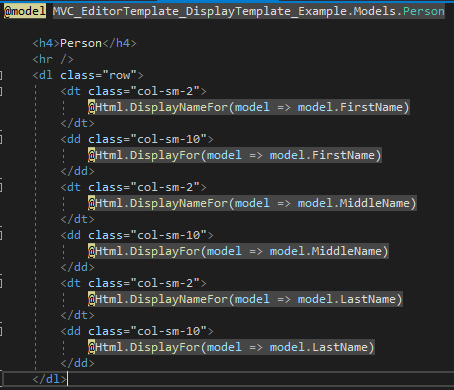 @model MVC_EditorTemplate_DisplayTemplate_Example.Models.Person
<h4>Person</h4>
<hr />
<dl class="row">
<dt class="col-sm-2">
@Html.DisplayNameFor(model => model.FirstName)
</dt>
<dd class="col-sm-10">
@Html.DisplayFor(model => model.FirstName)
</dd>
<dt class="col-sm-2">
@Html.DisplayNameFor(model => model.MiddleName)
</dt>
<dd class="col-sm-10">
@Html.DisplayFor(model => model.MiddleName)
</dd>
<dt class="col-sm-2">
@Html.DisplayNameFor(model => model.LastName)
</dt>
<dd class="col-sm-10">
@Html.DisplayFor(model => model.LastName)
</dd>
</dl>